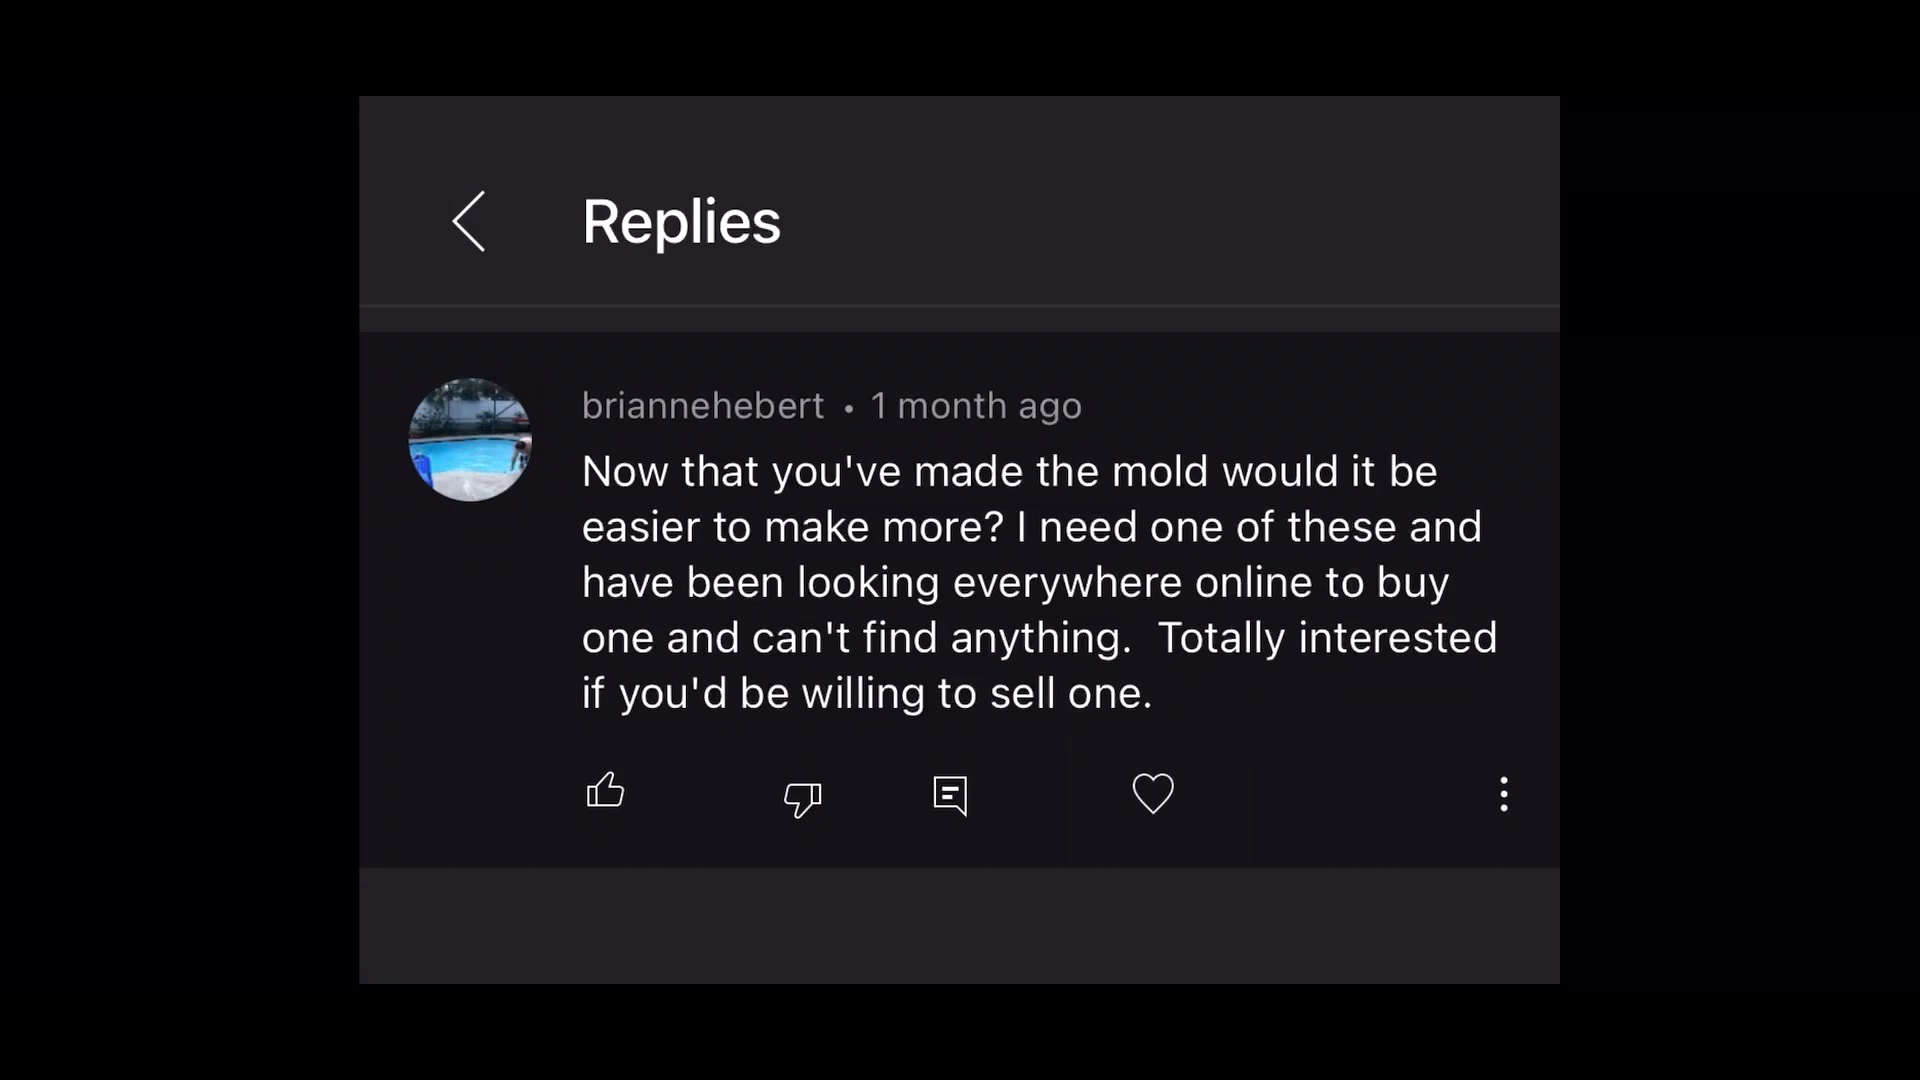 Replies
briannehebert • 1 month ago
Now that you've made the mold would it be
easier to make more? I need one of these and
have been looking everywhere online to buy
one and can't find anything.  Totally interested
if you'd be willing to sell one.